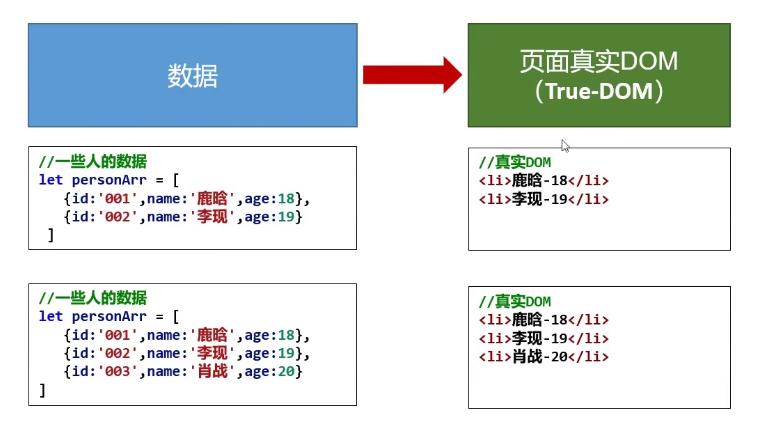 数据
页面真实DOM
（True-DOM）
//一些人的数据
let personArr = [
{id:'001',name:'鹿晗',age:18},
{id:'002',name:'李现',age:19}
]
//真实DOM
<li>鹿晗-18</li>
<li>李现-19</li>
//一些人的数据
let personArr = [
{id:'001',name:'鹿晗',age:18},
{id:'002',name:'李现',age:19},
{id:'003',name:'肖战',age:20}
]
//真实DOM
<li>鹿晗-18</li>
<li>李现-19</li>
<li>肖战-20</li>